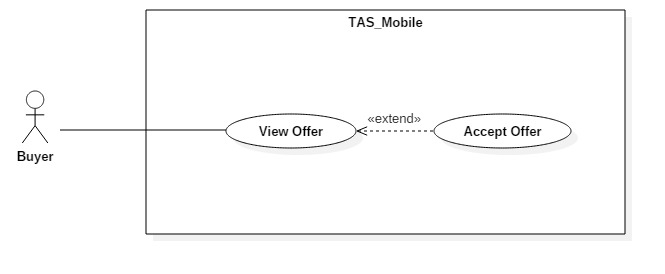 TAS_Mobile
«extend»
View Offer
Accept Offer
Buyer